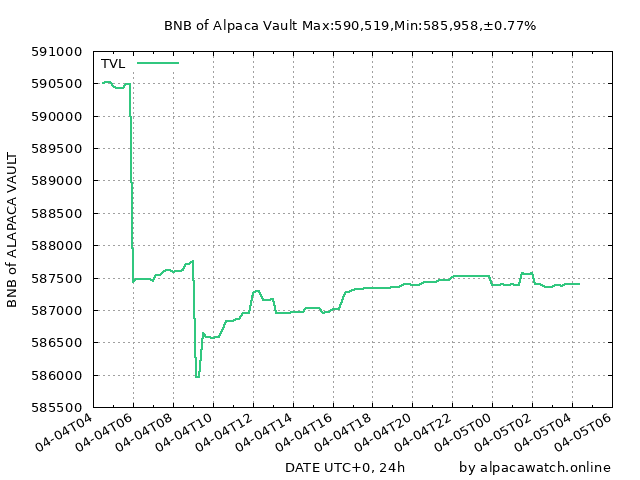 BNB of Alpaca Vault Max:590,519,Min:585,958,±0.77%
591000
590500
590000
589500
589000
588500
588000
587500
587000
586500
586000
585500
TVL
BNB of ALAPACA VAULT
04-04T04
04-04T06
04-04T08
04-04T10
04-04T12
04-04T14
04-04T16
04-04T18
04-04T20
04-04T22
04-05T00
04-05T02
04-05T04
04-05T06
DATE UTC+0, 24h
by alpacawatch.online